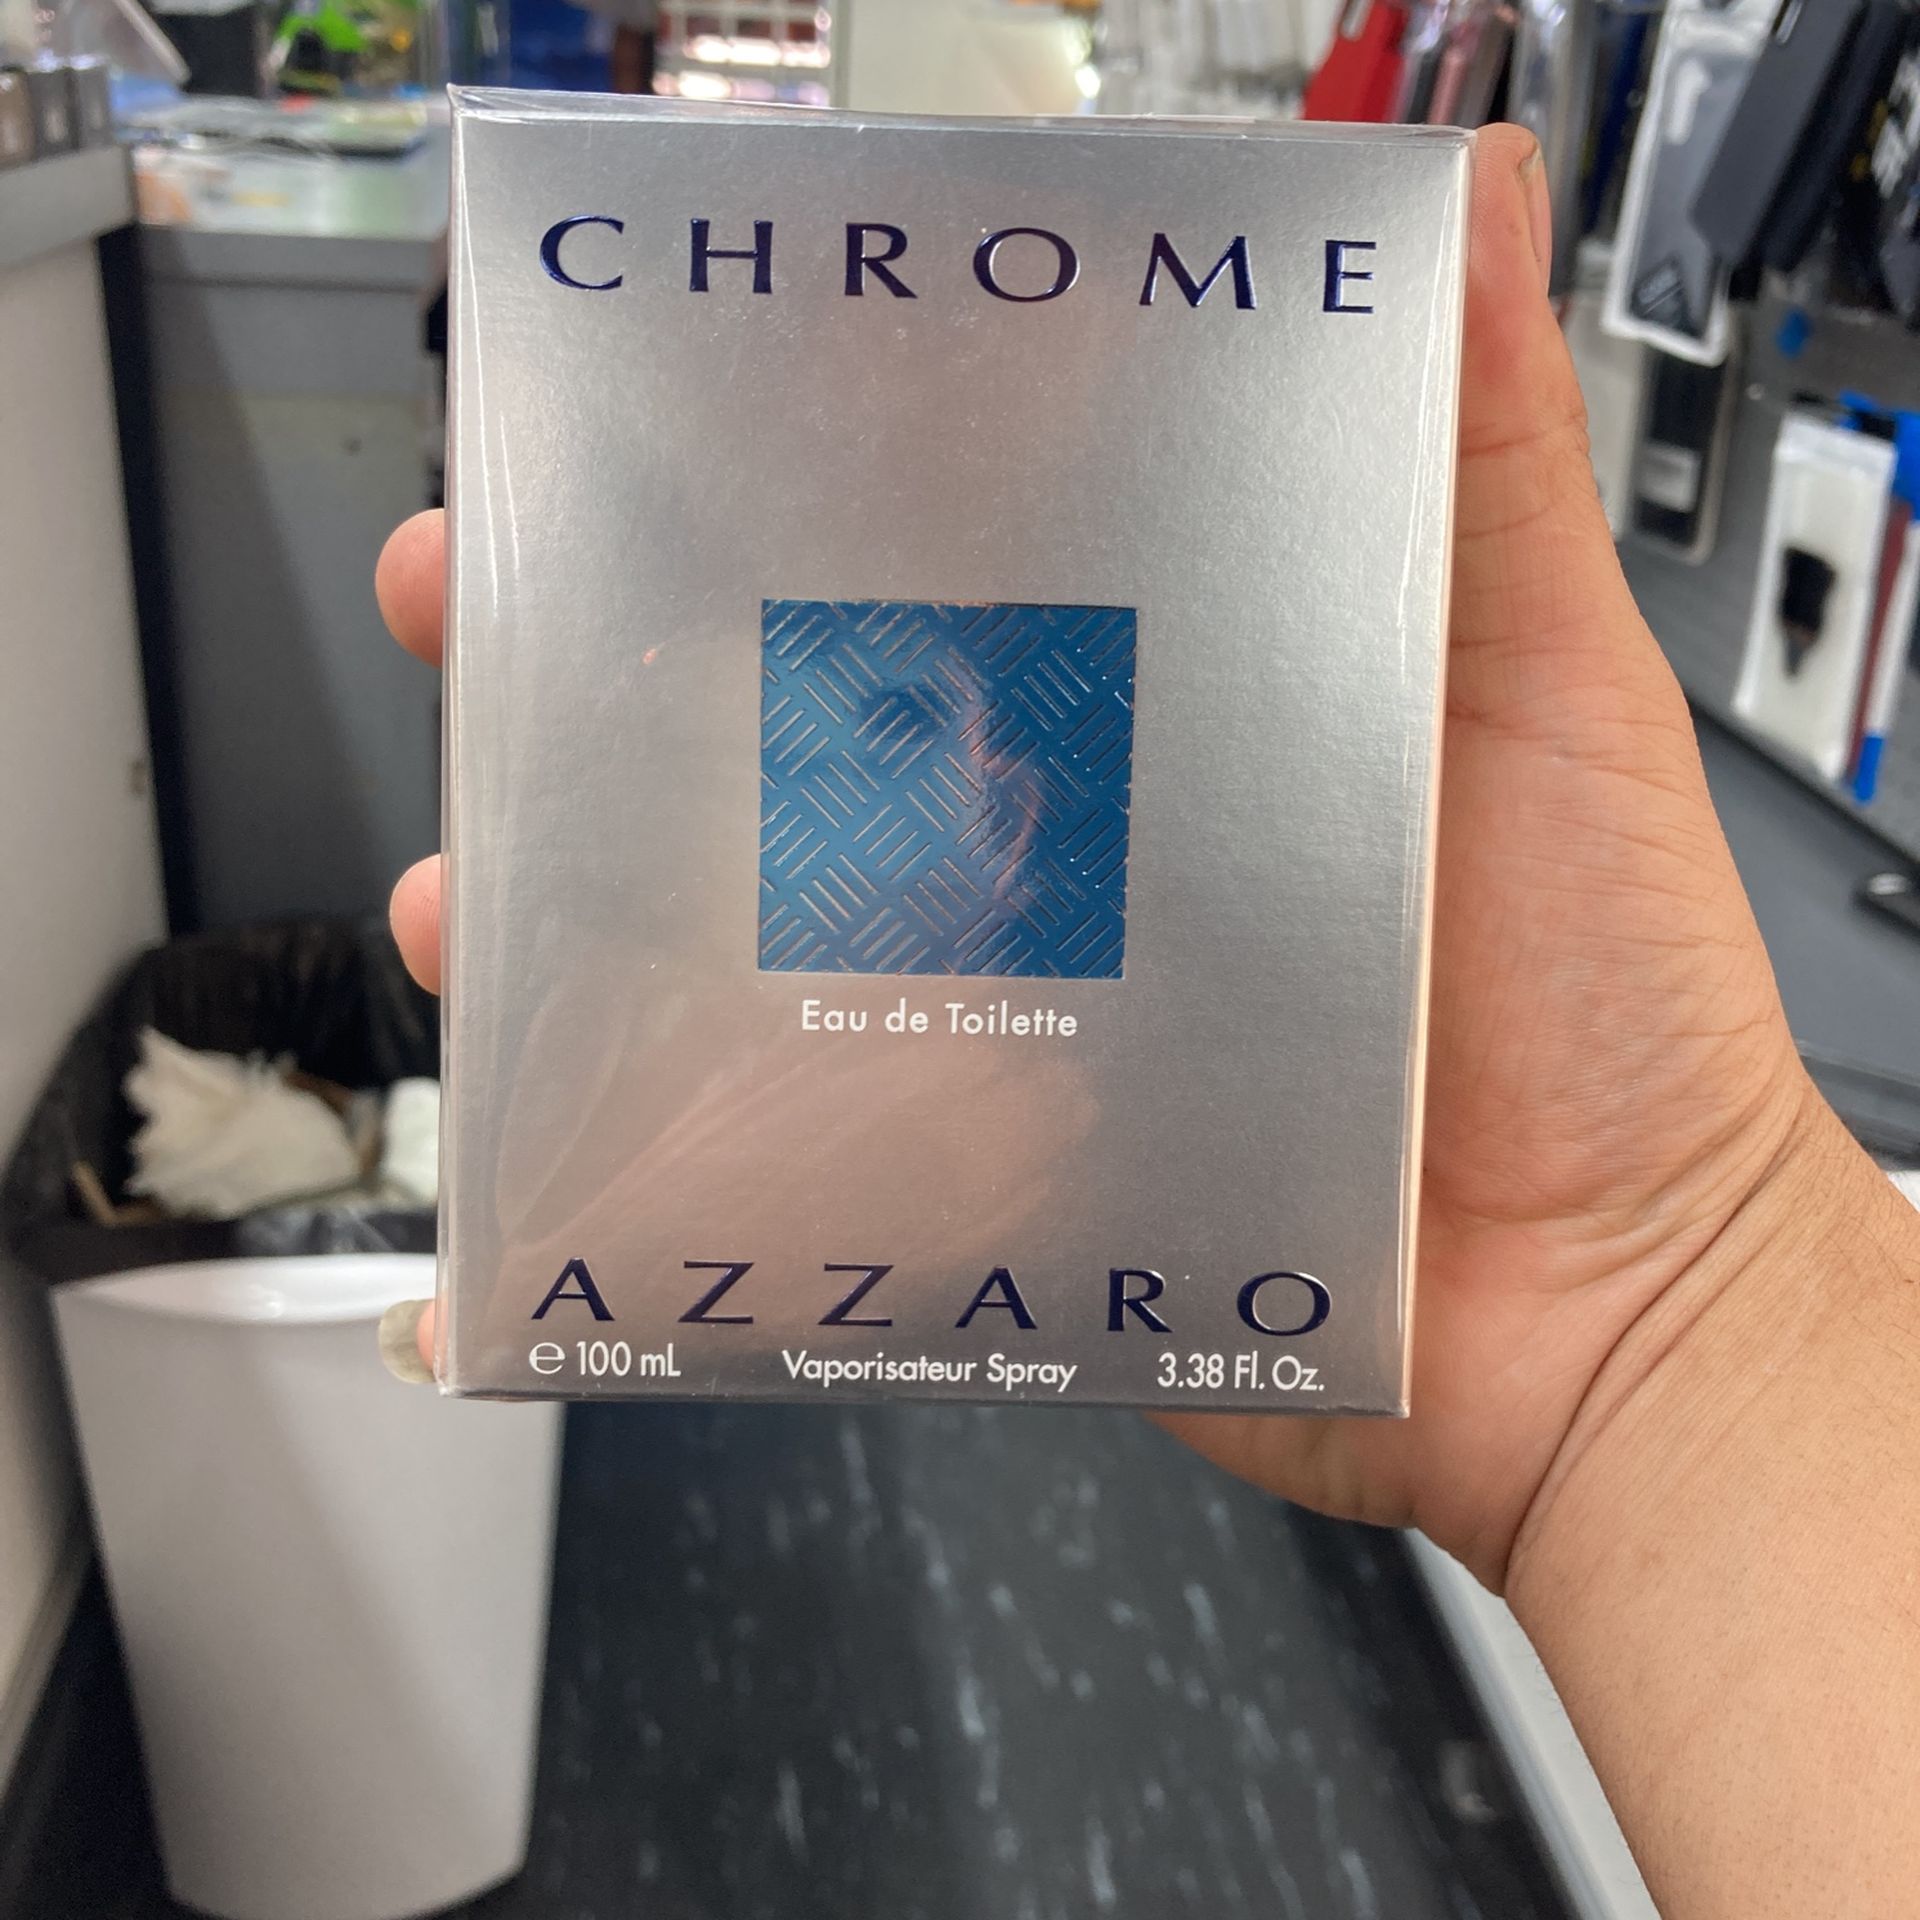 CHROME
Eau de Toilette
AZZARO
℮ 100 mL Vaporisateur Spray 3.38 Fl. Oz.